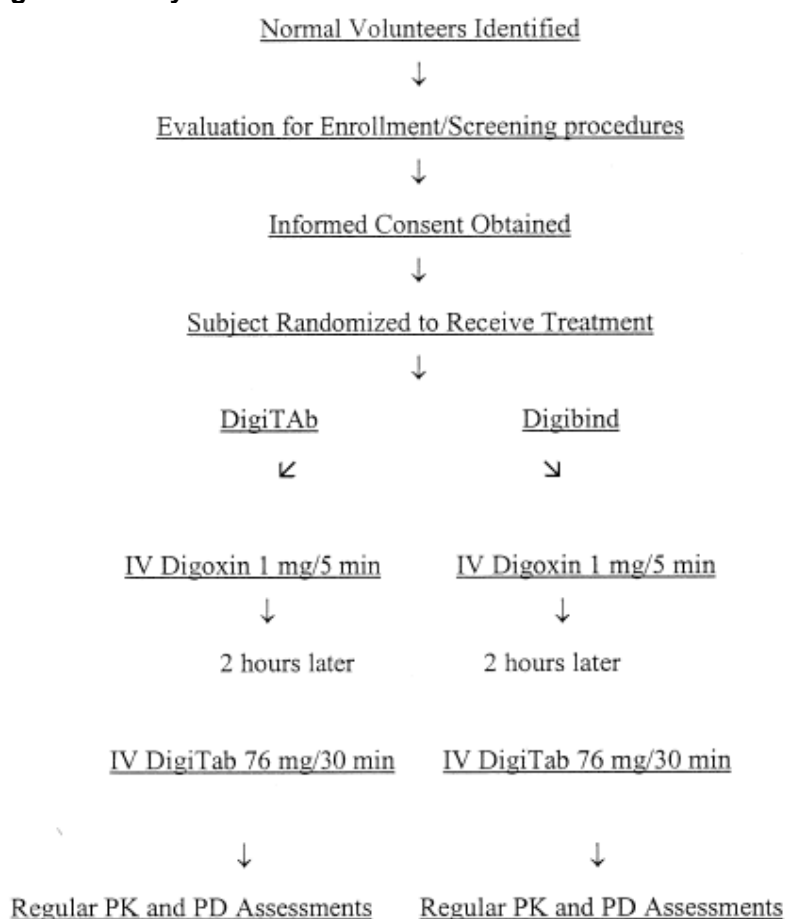 Normal Volunteers Identified
↓
Evaluation for Enrollment/Screening procedures
↓
Informed Consent Obtained
↓
Subject Randomized to Receive Treatment
↓
DigiTAb Digibind
↙ ↘
IV Digoxin 1 mg/5 min IV Digoxin 1 mg/5 min
↓ ↓
2 hours later 2 hours later
IV DigiTab 76 mg/30 min IV DigiTab 76 mg/30 min
↓ ↓
Regular PK and PD Assessments Regular PK and PD Assessments